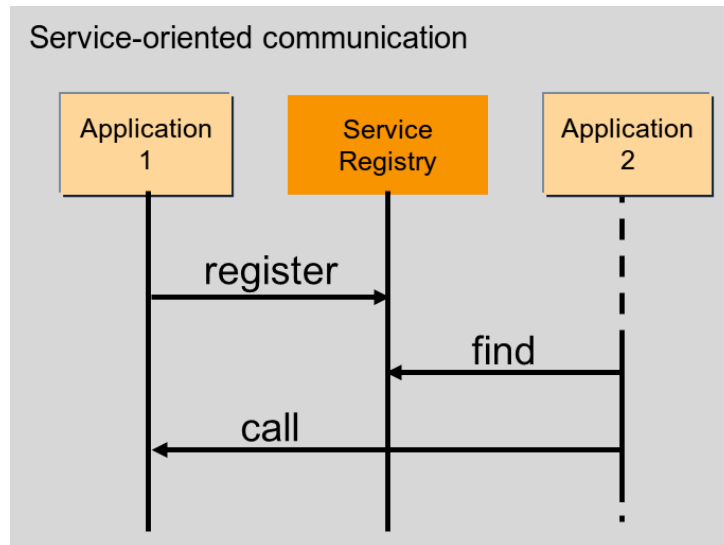 Service-oriented communication
Application
1
Service
Registry
Application
2
register
find
call